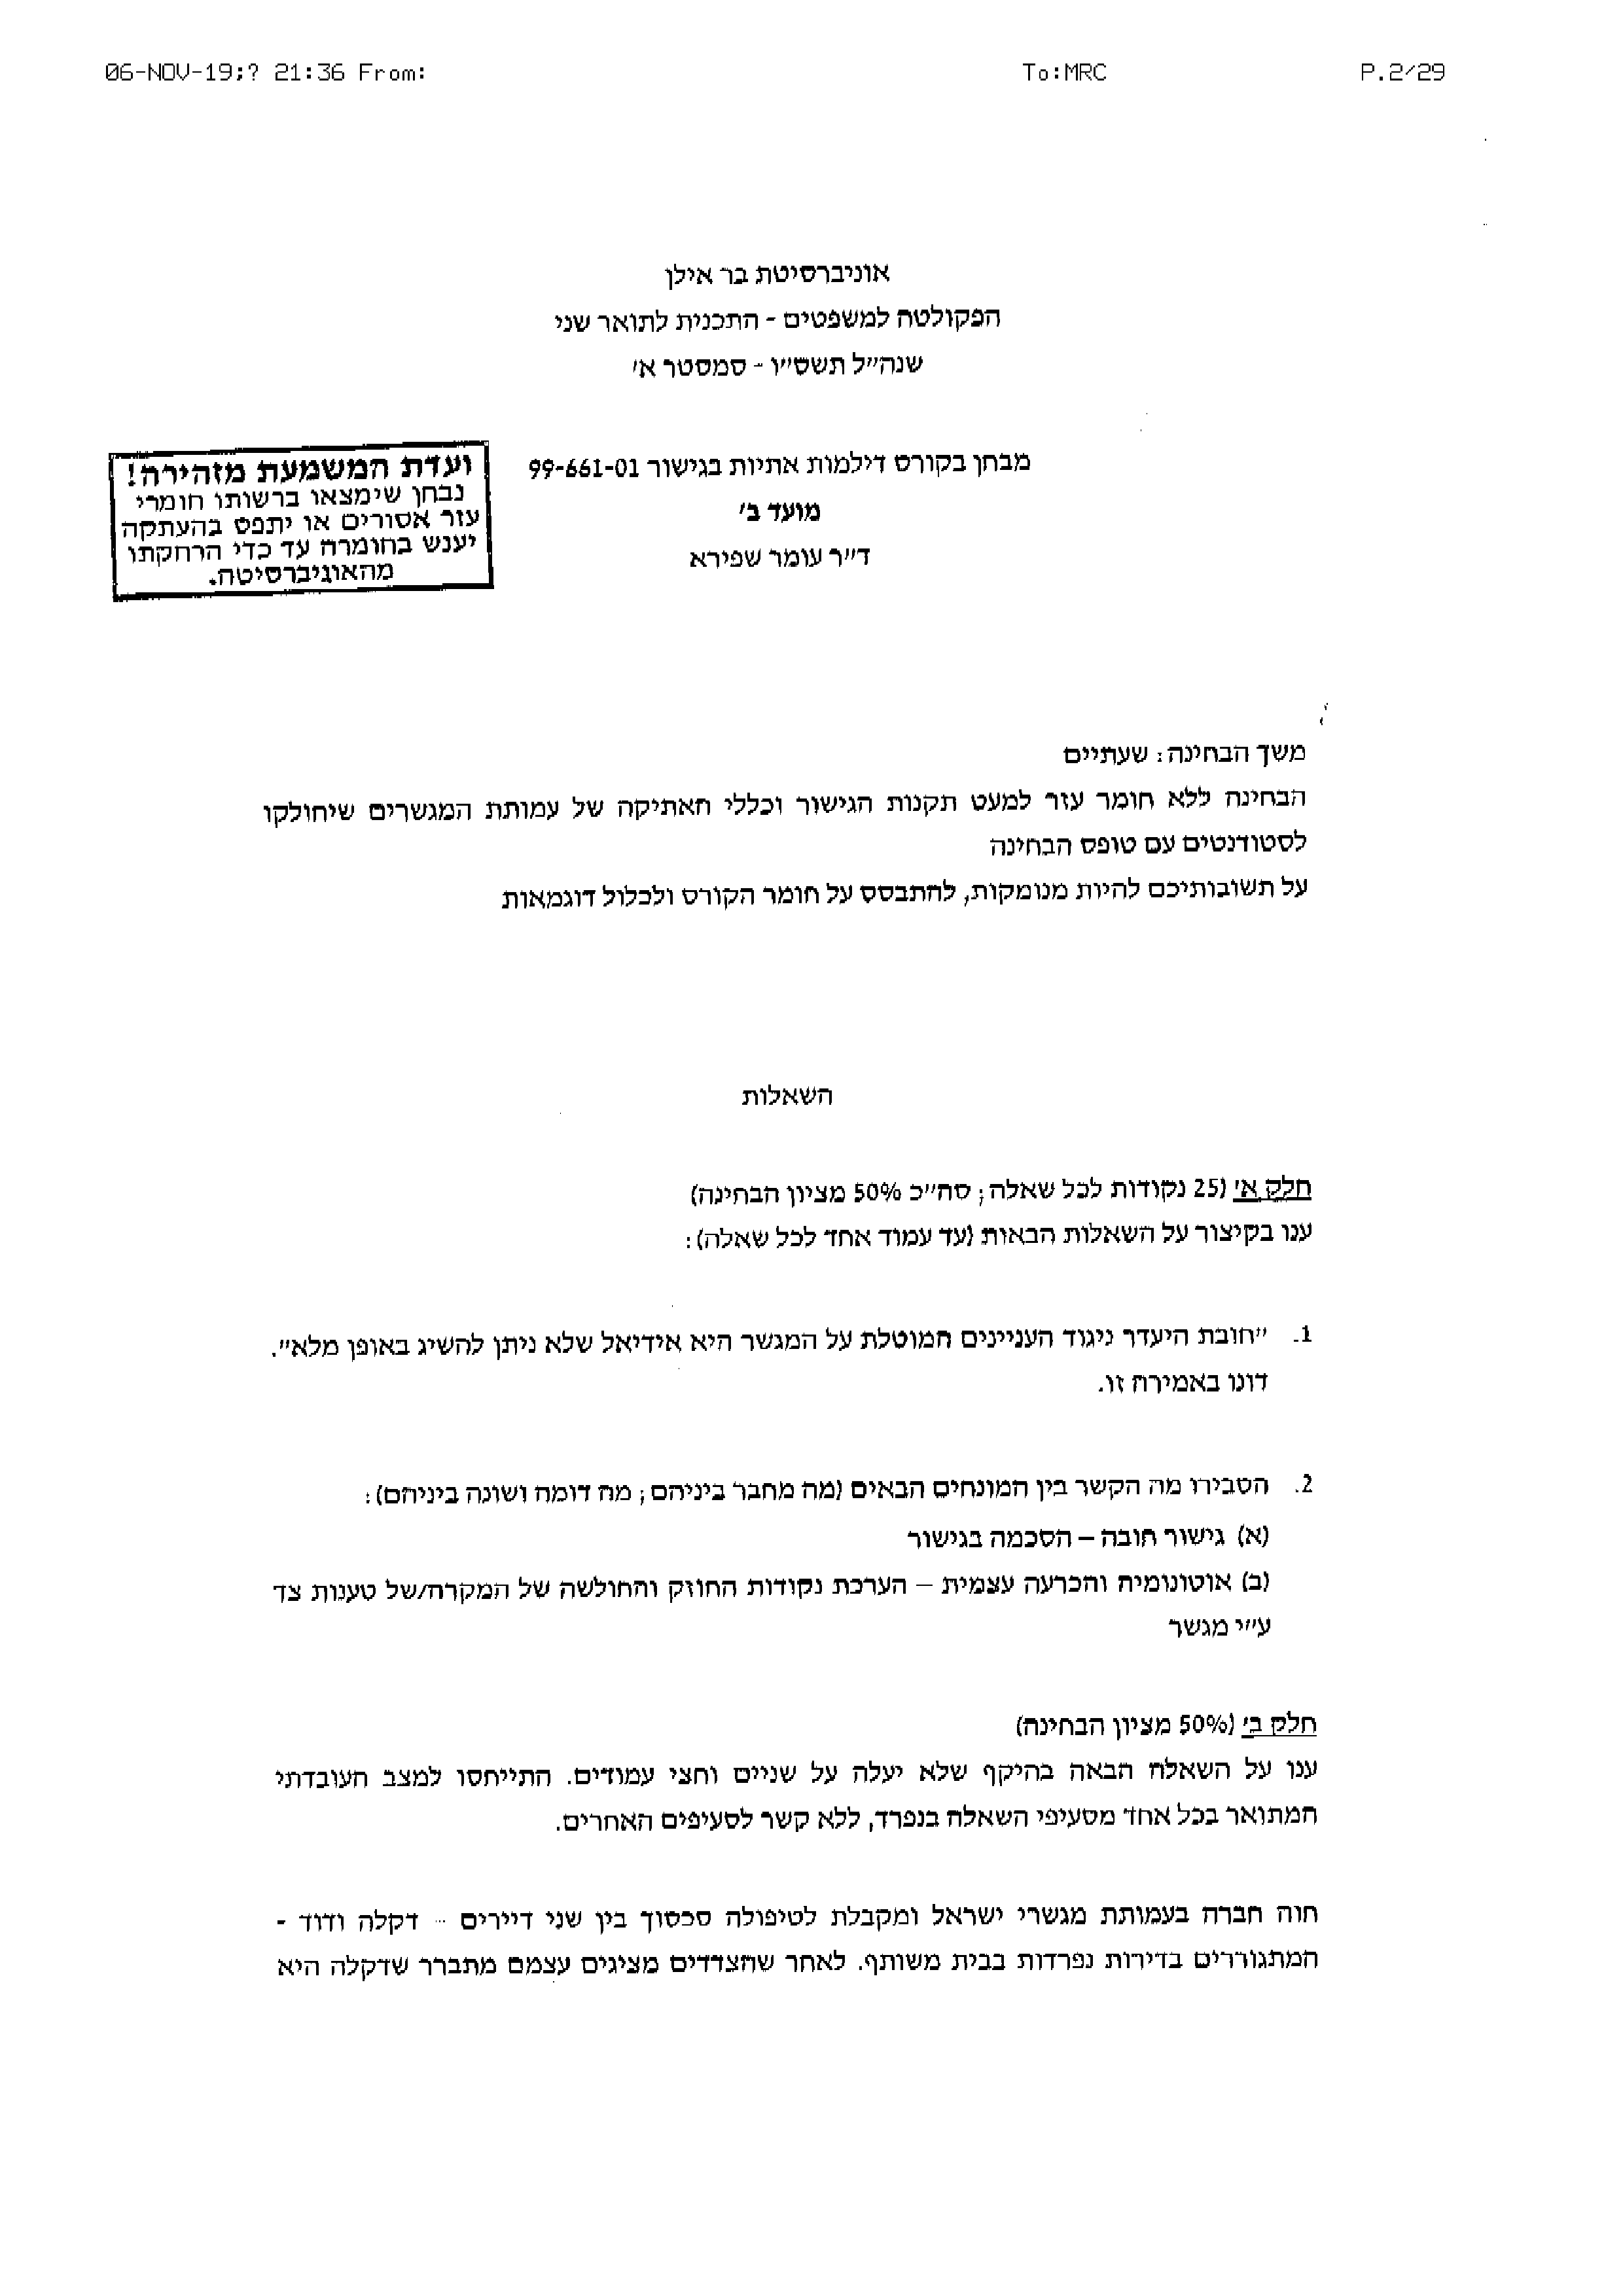 06-NOV-19;? 21:36 From: To:MRC P.2/29
אוניברסיטת בר אילן
הפקולטה למשפטים - התכנית לתואר שני
שנה״ל תשס״ו - סמסטר א׳
מבחן בקורס דילמות אתיות בגישור 99-661-01
מועד ב׳
ד״ר עומר שפירא
ועדת המשמעת מזהירה!
נבחן שימצאו ברשותו חומרי
עזר אסורים או יתפס בהעתקה
יענש בחומרה עד כדי הרחקתו
מהאוניברסיטה.
משך הבחינה: שעתיים
הבחינה ללא חומר עזר למעט תקנות הגישור וכללי האתיקה של עמותת המגשרים שיחולקו
לסטודנטים עם טופס הבחינה
על תשובותיכם להיות מנומקות, להתבסס על חומר הקורס ולכלול דוגמאות
השאלות
חלק א׳ (25 נקודות לכל שאלה; סה״כ 50% מציון הבחינה)
ענו בקיצור על השאלות הבאות (עד עמוד אחד לכל שאלה):
1. ״חובת היעדר ניגוד העניינים המוטלת על המגשר היא אידיאל שלא ניתן להשיג באופן מלא״.
דונו באמירה זו.
2. הסבירו מה הקשר בין המונחים הבאים (מה מחבר ביניהם; מה דומה ושונה ביניהם):
(א) גישור חובה – הסכמה בגישור
(ב) אוטונומיה והכרעה עצמית – הערכת נקודות החוזק והחולשה של המקרה/של טענות צד
ע״י מגשר
חלק ב׳ (50% מציון הבחינה)
ענו על השאלה הבאה בהיקף שלא יעלה על שניים וחצי עמודים. התייחסו למצב העובדתי
המתואר בכל אחד מסעיפי השאלה בנפרד, ללא קשר לסעיפים האחרים.
חוה חברה בעמותת מגשרי ישראל ומקבלת לטיפולה סכסוך בין שני דיירים - דקלה ודוד -
המתגוררים בדירות נפרדות בבית משותף. לאחר שהצדדים מציגים עצמם מתברר שדקלה היא